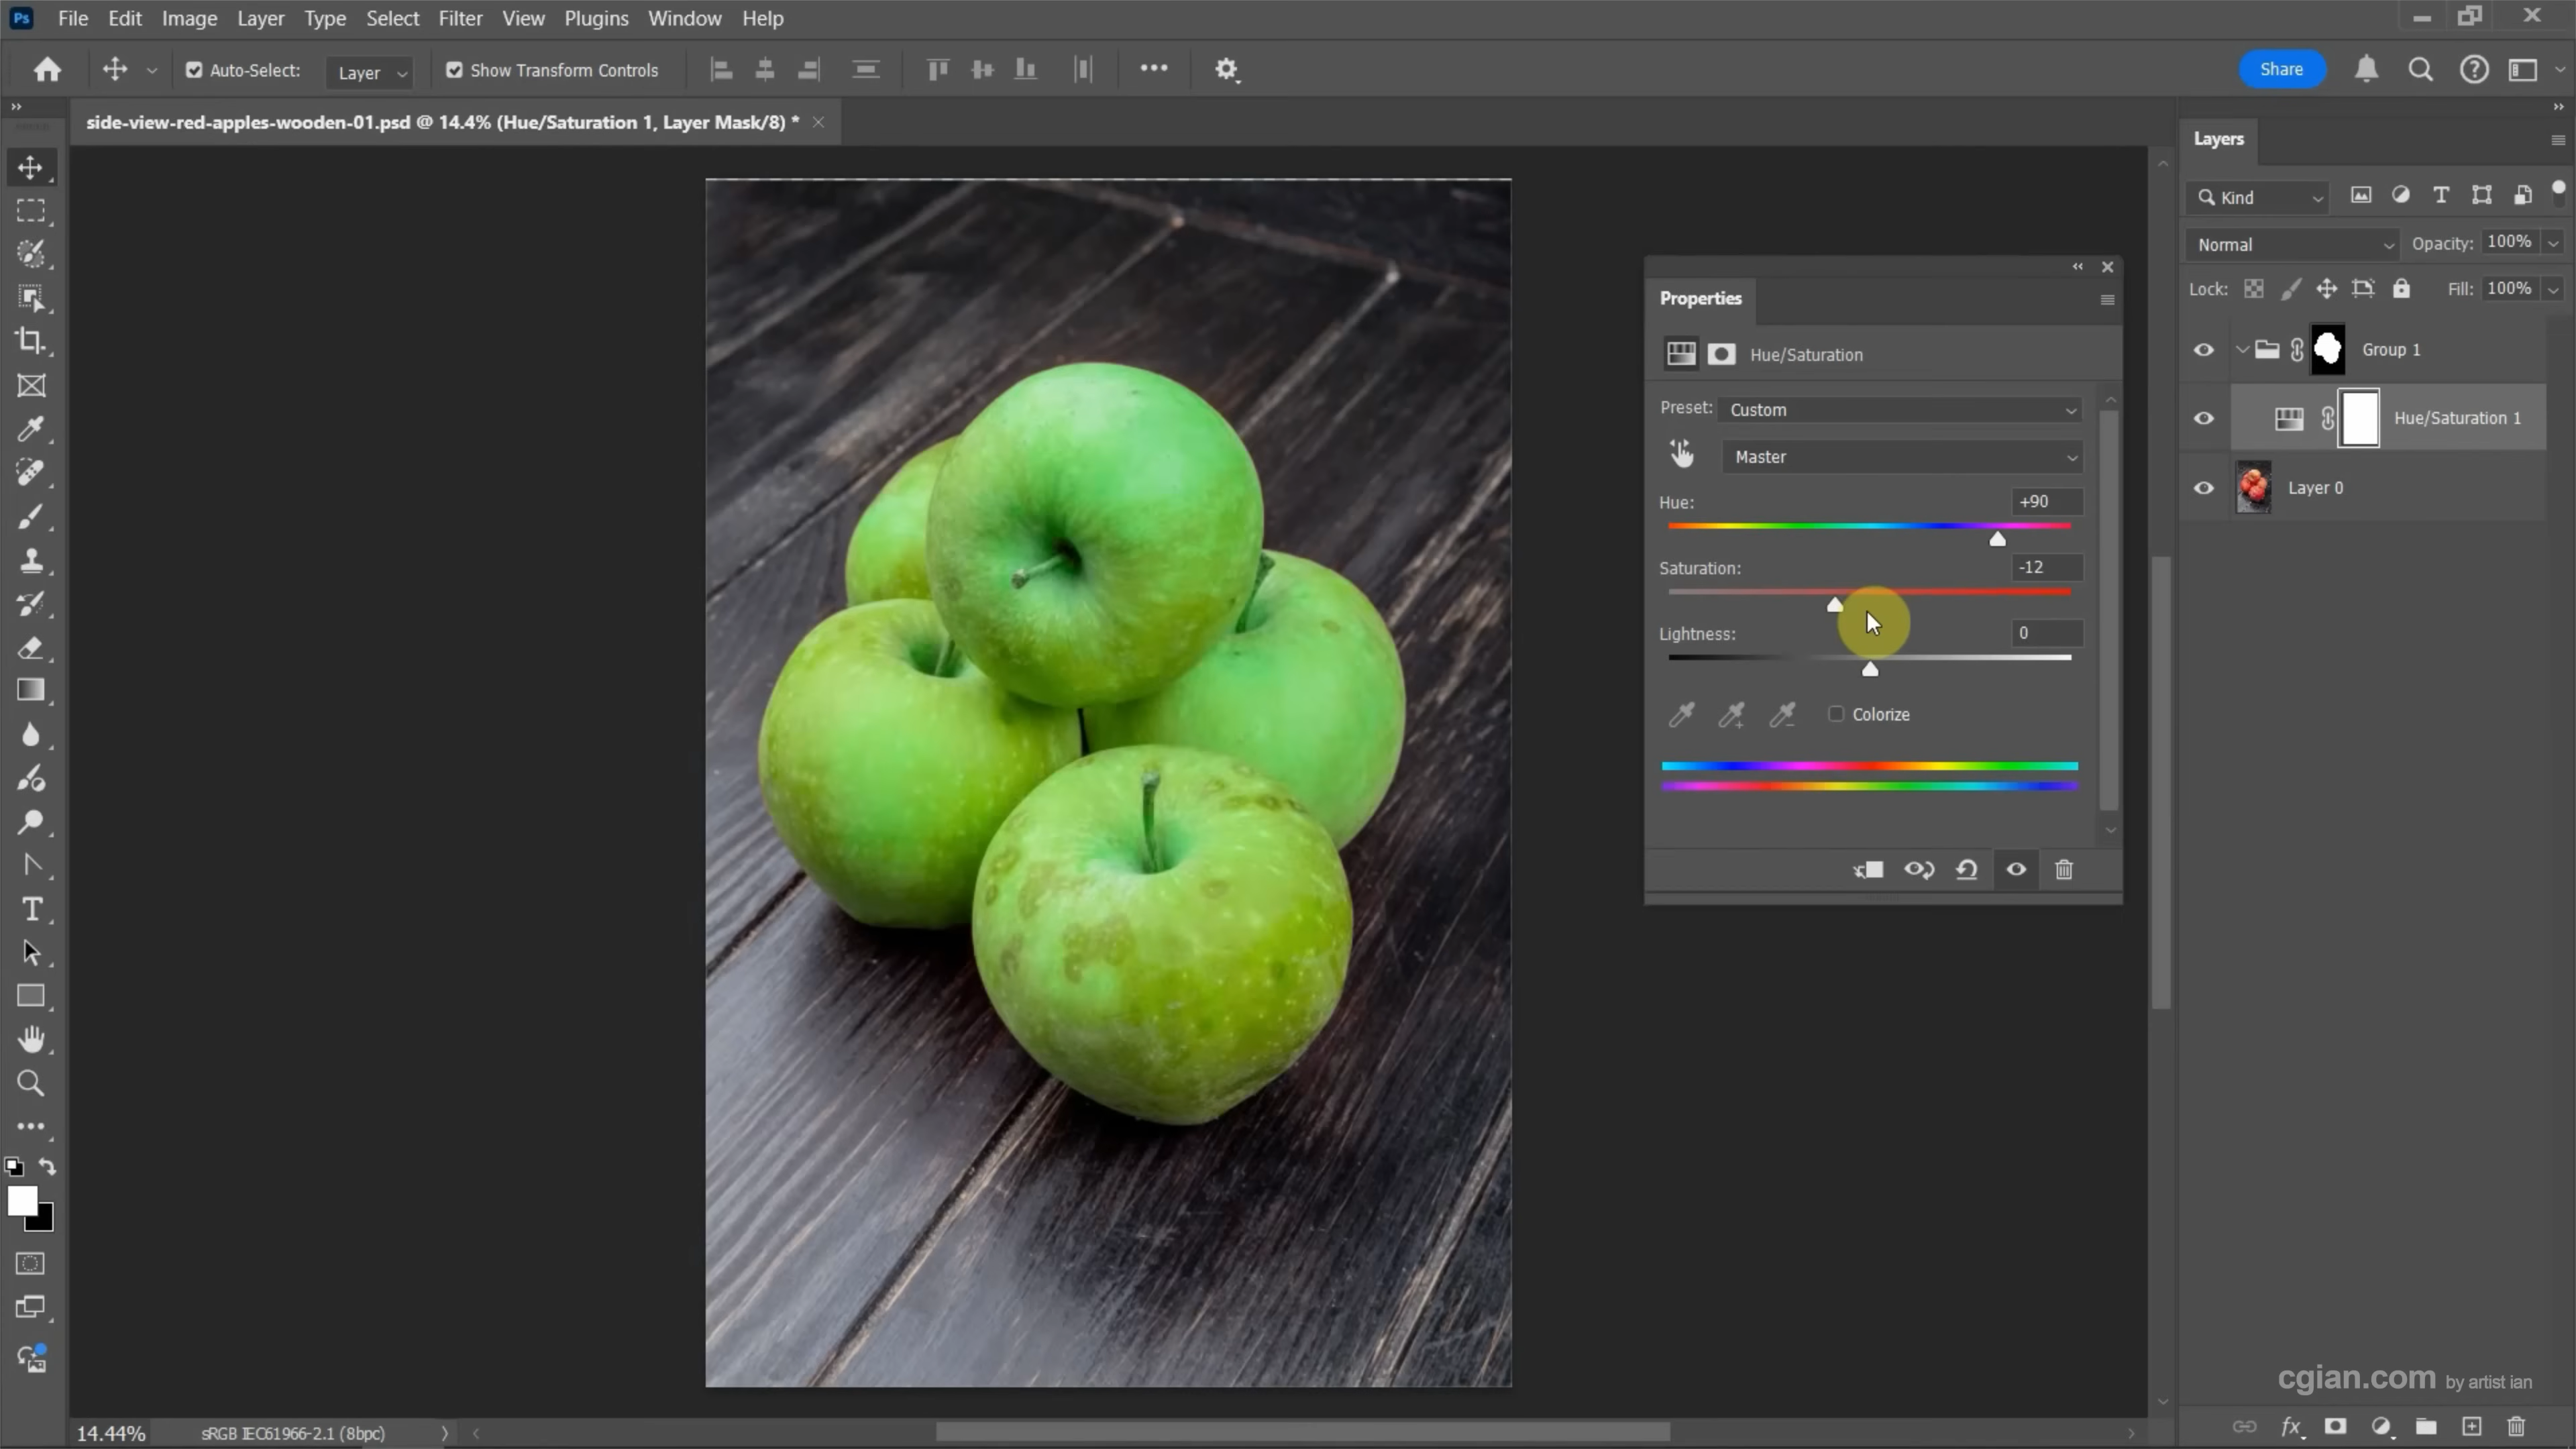 Ps File Edit Image Layer Type Select Filter View Plugins Window Help
Auto-Select: Layer Show Transform Controls Share
side-view-red-apples-wooden-01.psd @ 14.4% (Hue/Saturation 1, Layer Mask/8) *
Layers
Kind
Normal Opacity: 100%
Lock: Fill: 100%
Group 1
Hue/Saturation 1
Layer 0
Properties
Hue/Saturation
Preset: Custom
Master
Hue: +90
Saturation: -12
Lightness: 0
Colorize
cgian.com by artist ian
14.44% sRGB IEC61966-2.1 (8bpc)
fx